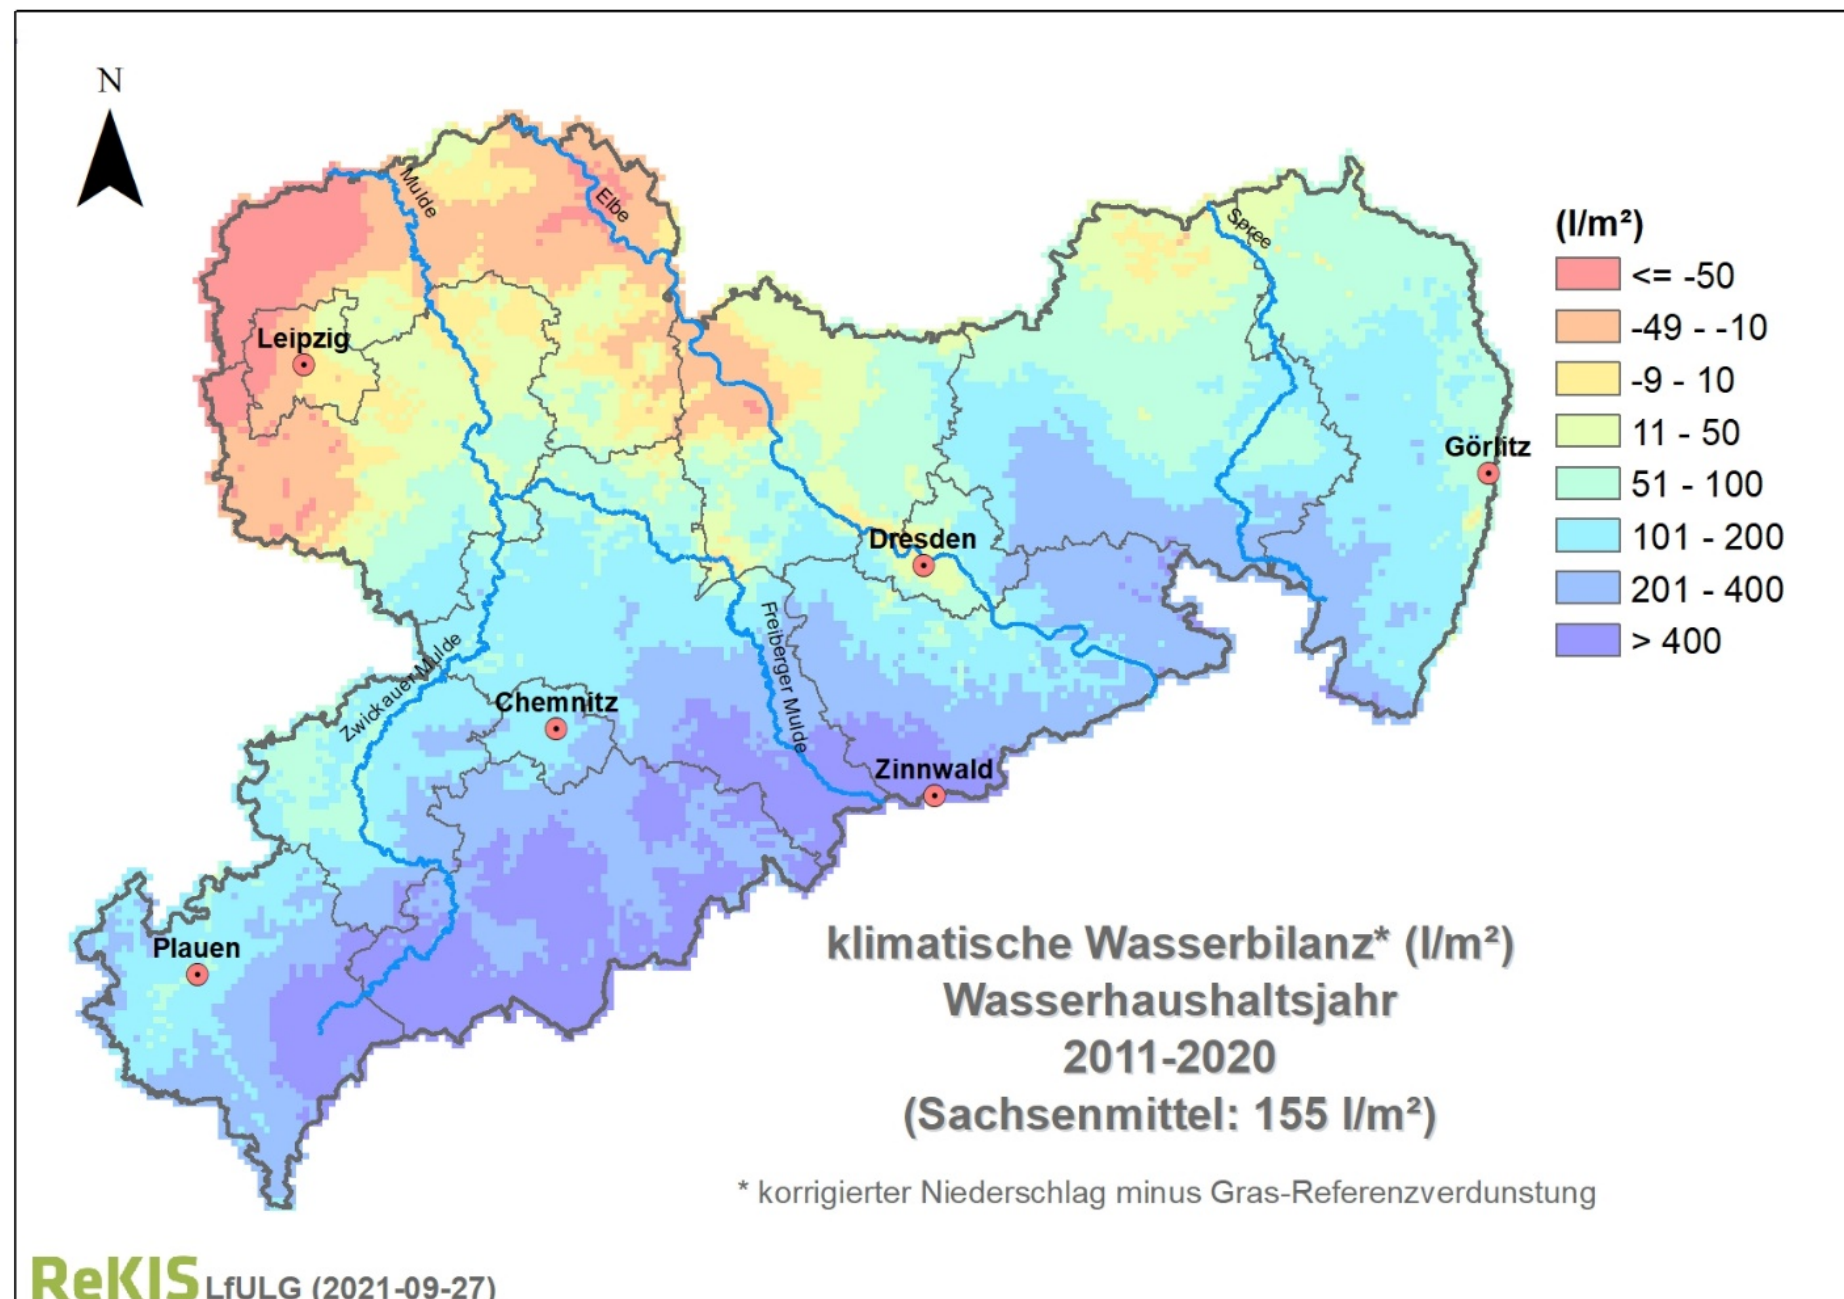 N
Mulde
Elbe
Spree
(l/m²)
<= -50
-49 - -10
-9 - 10
11 - 50
51 - 100
101 - 200
201 - 400
> 400
Leipzig
Görlitz
Dresden
Freiberger Mulde
Zwickauer Mulde
Chemnitz
Zinnwald
Plauen
klimatische Wasserbilanz* (l/m²)
Wasserhaushaltsjahr
2011-2020
(Sachsenmittel: 155 l/m²)
* korrigierter Niederschlag minus Gras-Referenzverdunstung
ReKIS LfULG (2021-09-27)